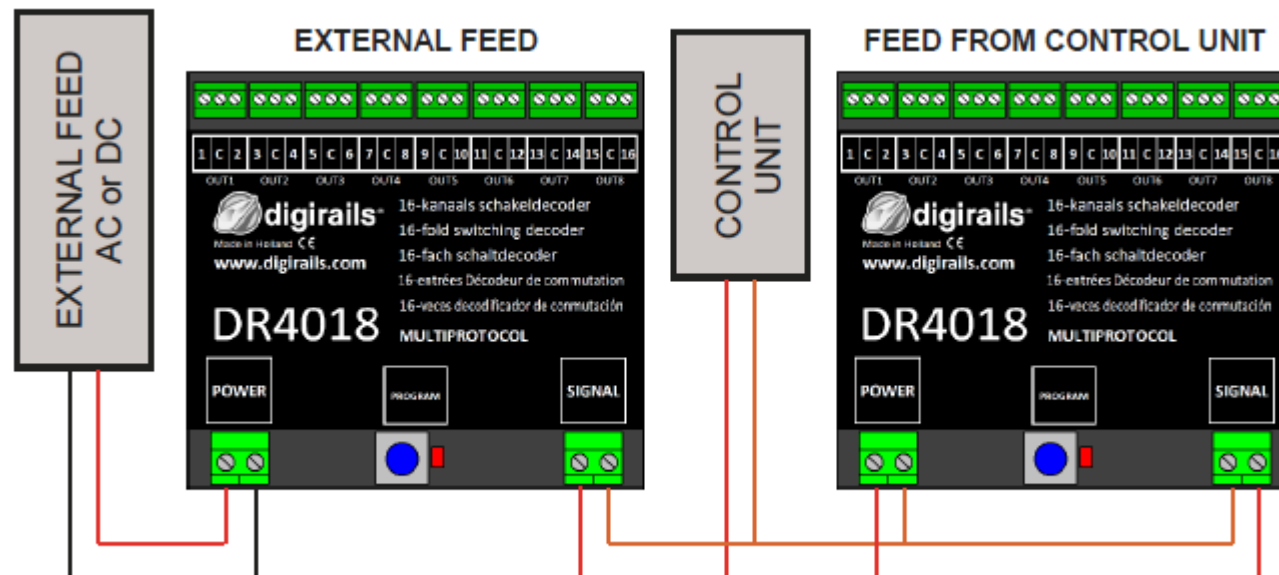 EXTERNAL FEED
AC or DC
EXTERNAL FEED
1 C 2 3 C 4 5 C 6 7 C 8 9 C 10 11 C 12 13 C 14 15 C 16
OUT1 OUT2 OUT3 OUT4 OUT5 OUT6 OUT7 OUT8
digirails
Made in Holland CE
www.digirails.com
16-kanaals schakeldecoder
16-fold switching decoder
16-fach schaltdecoder
16-entrées Décodeur de commutation
16-veces decodificador de conmutación
DR4018
MULTIPROTOCOL
POWER
PROGRAM
SIGNAL
CONTROL
UNIT
FEED FROM CONTROL UNIT
1 C 2 3 C 4 5 C 6 7 C 8 9 C 10 11 C 12 13 C 14 15 C 16
OUT1 OUT2 OUT3 OUT4 OUT5 OUT6 OUT7 OUT8
digirails
Made in Holland CE
www.digirails.com
16-kanaals schakeldecoder
16-fold switching decoder
16-fach schaltdecoder
16-entrées Décodeur de commutation
16-veces decodificador de conmutación
DR4018
MULTIPROTOCOL
POWER
PROGRAM
SIGNAL